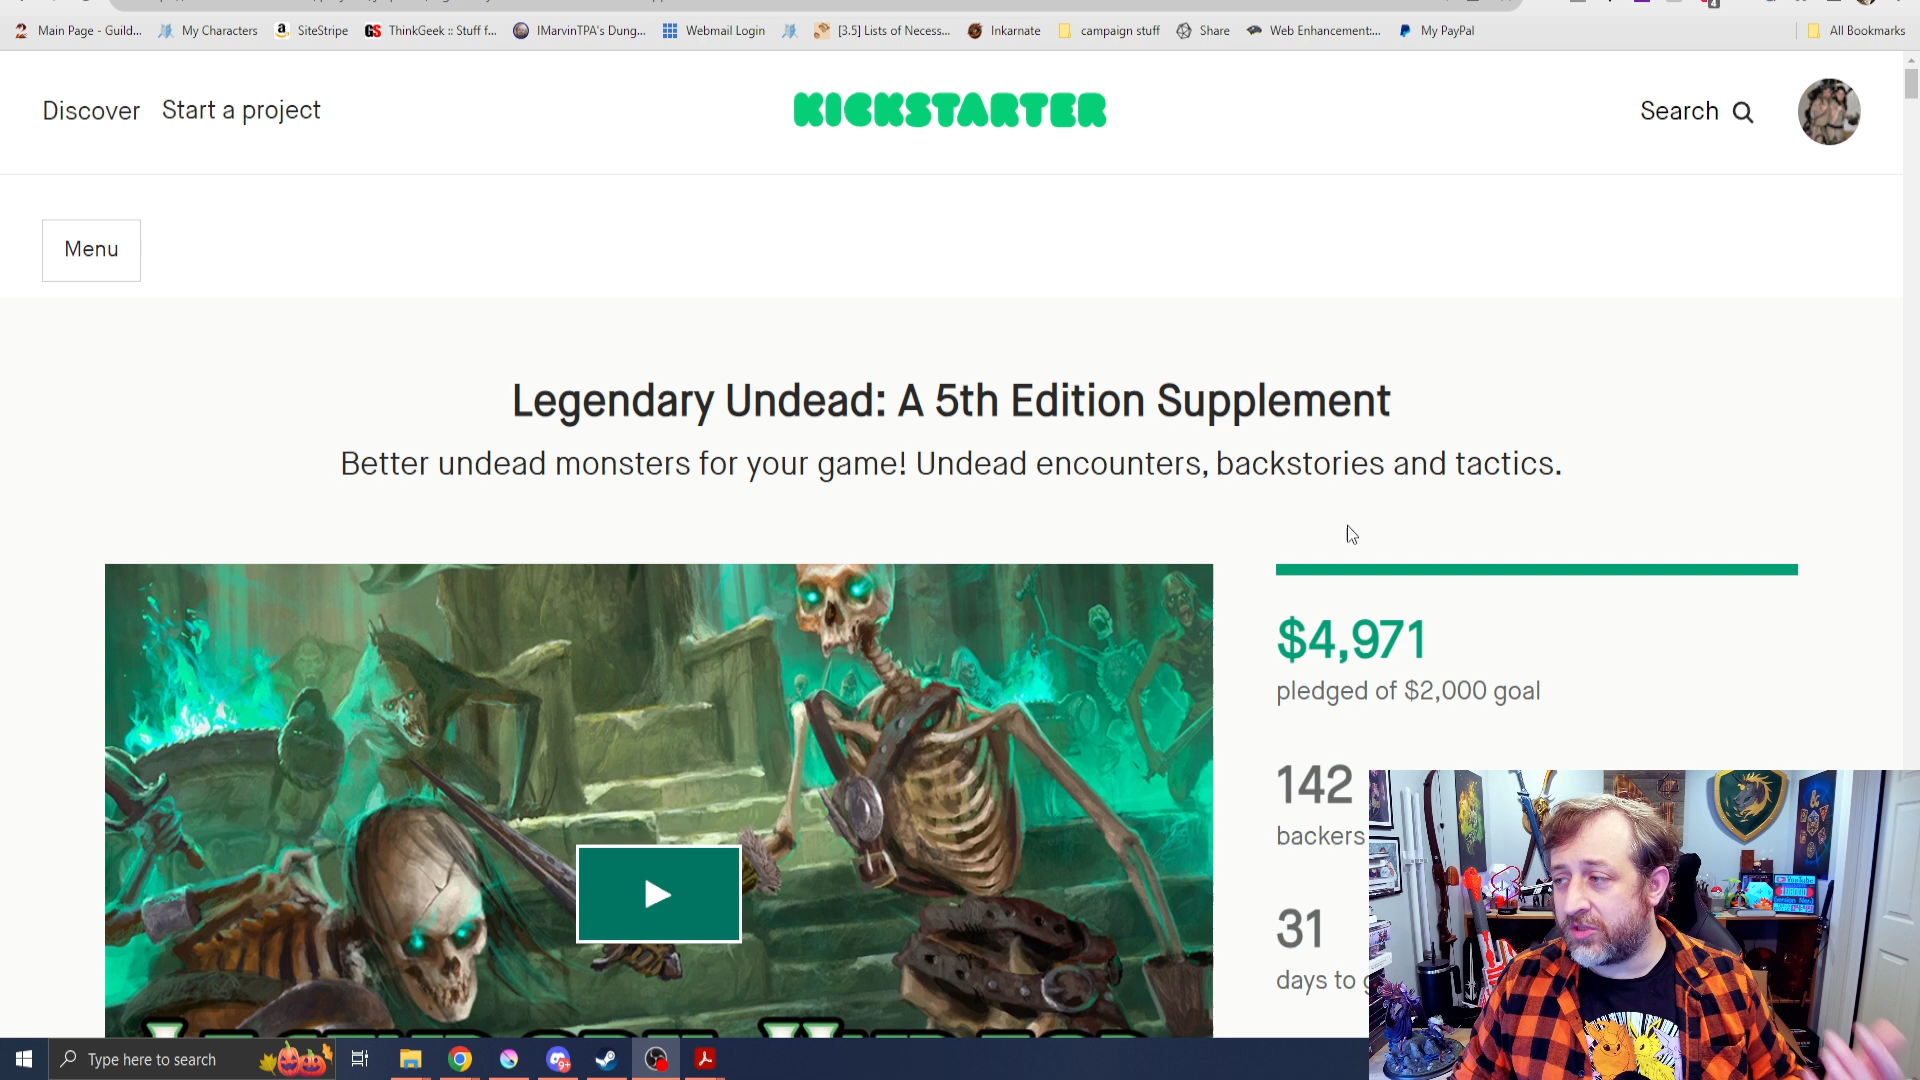 Main Page - Guild... My Characters SiteStripe ThinkGeek :: Stuff f... IMarvinTPA's Dung... Webmail Login [3.5] Lists of Necess... Inkarnate campaign stuff Share Web Enhancement:... My PayPal All Bookmarks
Discover Start a project KICKSTARTER Search
Menu
Legendary Undead: A 5th Edition Supplement
Better undead monsters for your game! Undead encounters, backstories and tactics.
$4,971
pledged of $2,000 goal
142
backers
31
days to
Type here to search
9+